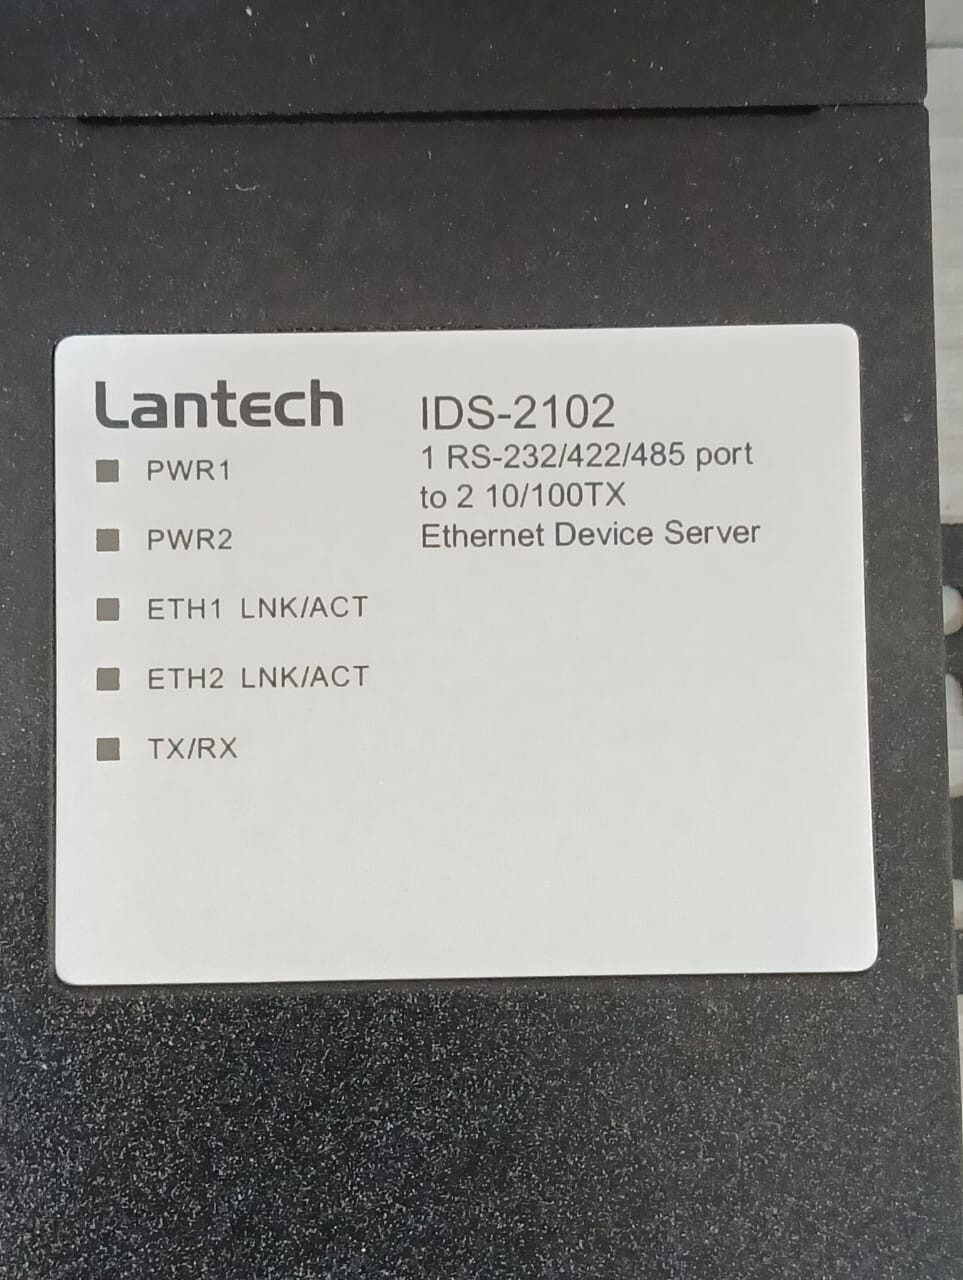 Lantech
PWR1
PWR2
ETH1 LNK/ACT
ETH2 LNK/ACT
TX/RX
IDS-2102
1 RS-232/422/485 port
to 2 10/100TX
Ethernet Device Server